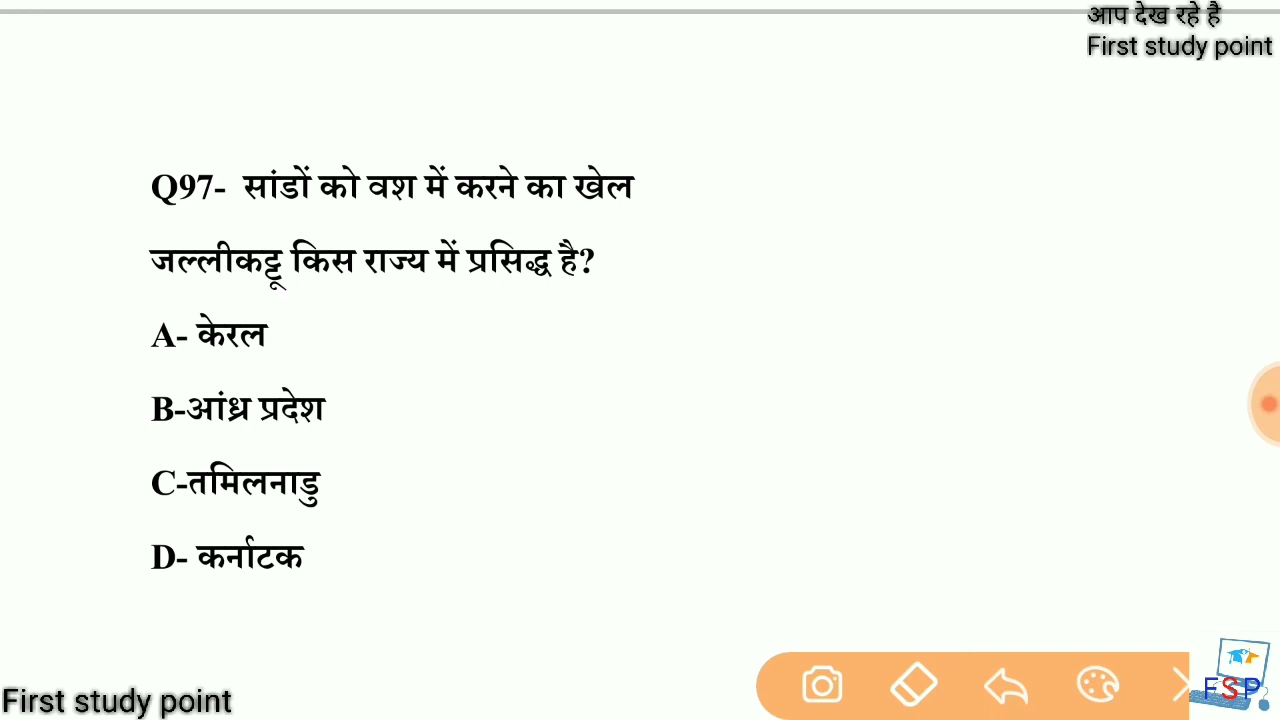 आप देख रहे है
First study point
Q97- सांडों को वश में करने का खेल
जल्लीकट्टू किस राज्य में प्रसिद्ध है?
A- केरल
B-आंध्र प्रदेश
C-तमिलनाडु
D- कर्नाटक
First study point
FSP